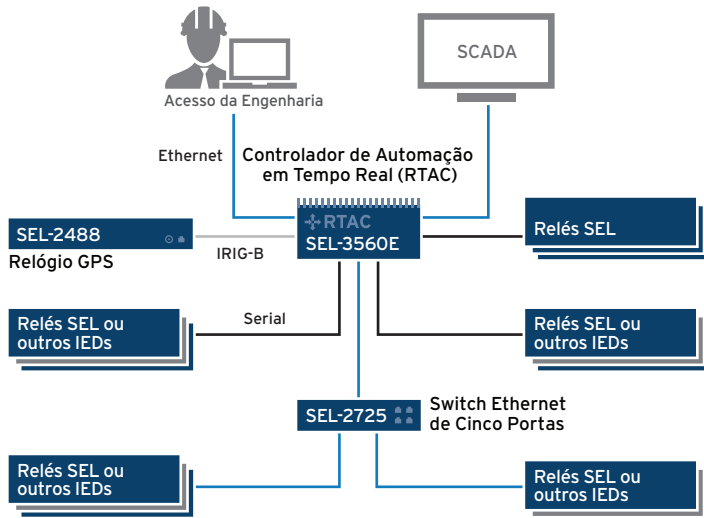 SCADA
Acesso da Engenharia
Ethernet
Controlador de Automação
em Tempo Real (RTAC)
RTAC
SEL-3560E
SEL-2488
Relógio GPS
IRIG-B
Relés SEL
Relés SEL ou
outros IEDs
Serial
Relés SEL ou
outros IEDs
SEL-2725
Switch Ethernet
de Cinco Portas
Relés SEL ou
outros IEDs
Relés SEL ou
outros IEDs